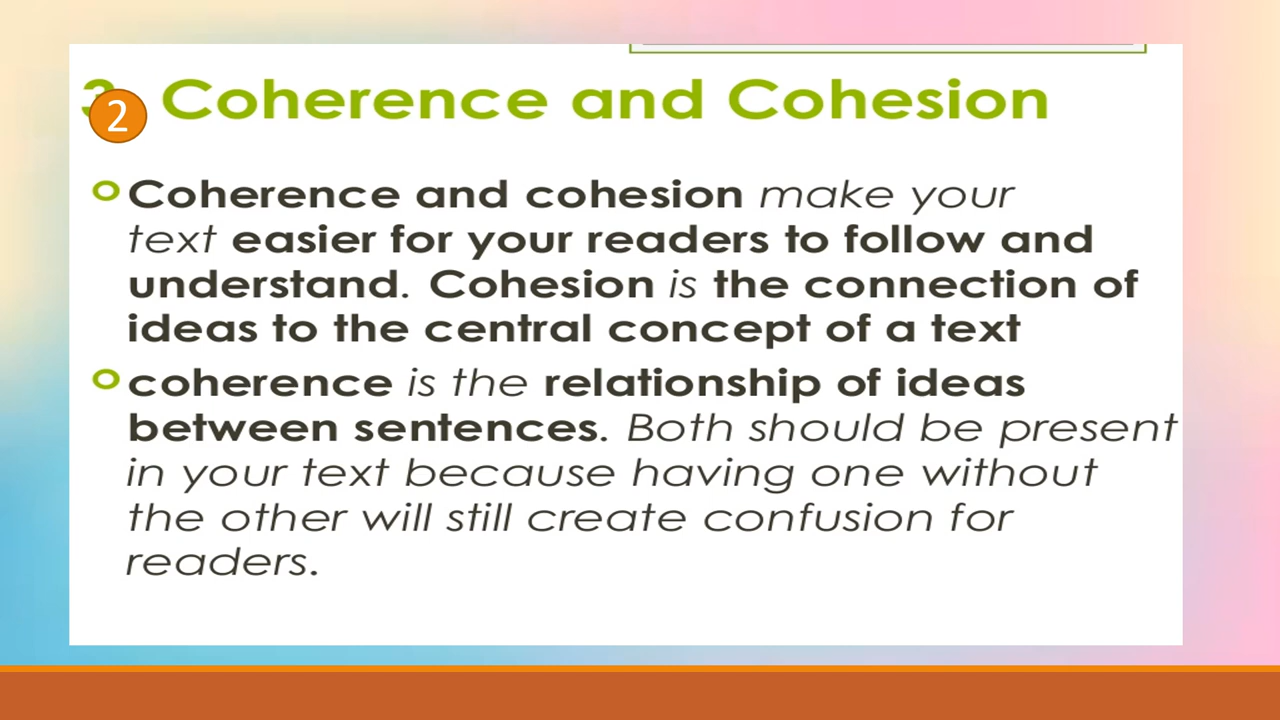 2 Coherence and Cohesion
Coherence and cohesion make your
text easier for your readers to follow and
understand. Cohesion is the connection of
ideas to the central concept of a text
coherence is the relationship of ideas
between sentences. Both should be present
in your text because having one without
the other will still create confusion for
readers.